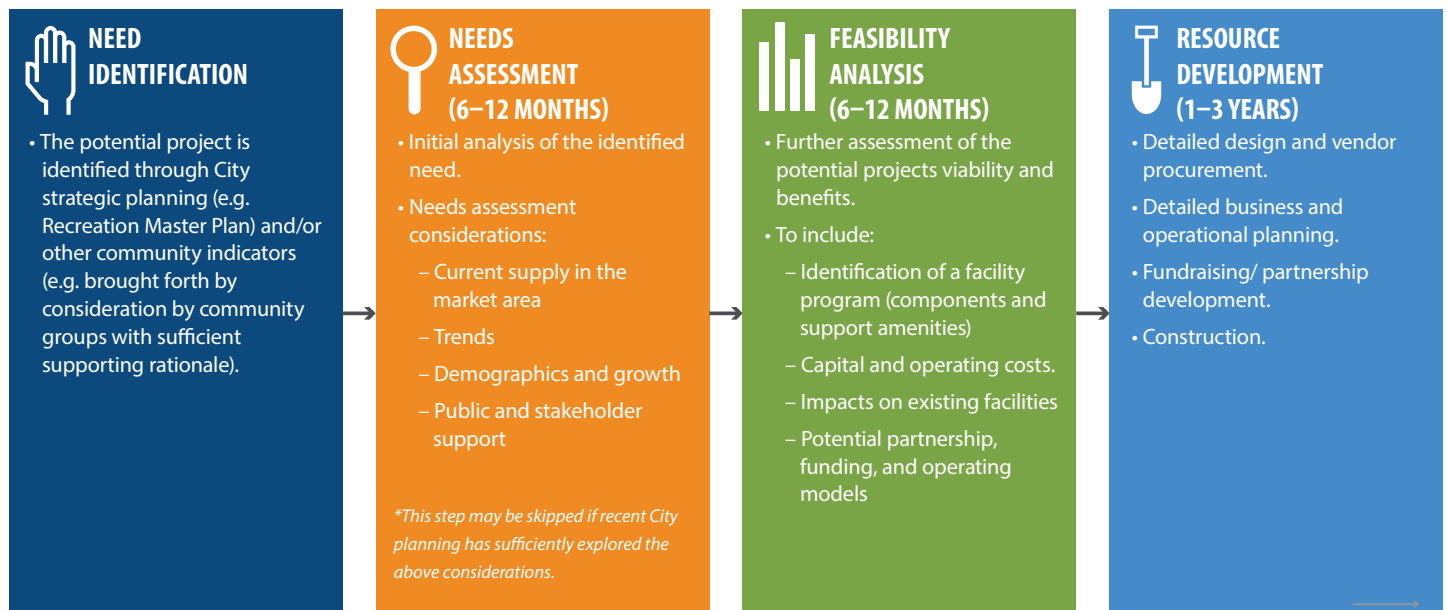 NEED
IDENTIFICATION
• The potential project is
identified through City
strategic planning (e.g.
Recreation Master Plan) and/or
other community indicators
(e.g. brought forth by
consideration by community
groups with sufficient
supporting rationale).
NEEDS
ASSESSMENT
(6–12 MONTHS)
• Initial analysis of the identified
need.
• Needs assessment
considerations:
– Current supply in the
market area
– Trends
– Demographics and growth
– Public and stakeholder
support
*This step may be skipped if recent City
planning has sufficiently explored the
above considerations.
FEASIBILITY
ANALYSIS
(6–12 MONTHS)
• Further assessment of the
potential projects viability and
benefits.
• To include:
– Identification of a facility
program (components and
support amenities)
– Capital and operating costs.
– Impacts on existing facilities
– Potential partnership,
funding, and operating
models
RESOURCE
DEVELOPMENT
(1–3 YEARS)
• Detailed design and vendor
procurement.
• Detailed business and
operational planning.
• Fundraising/ partnership
development.
• Construction.